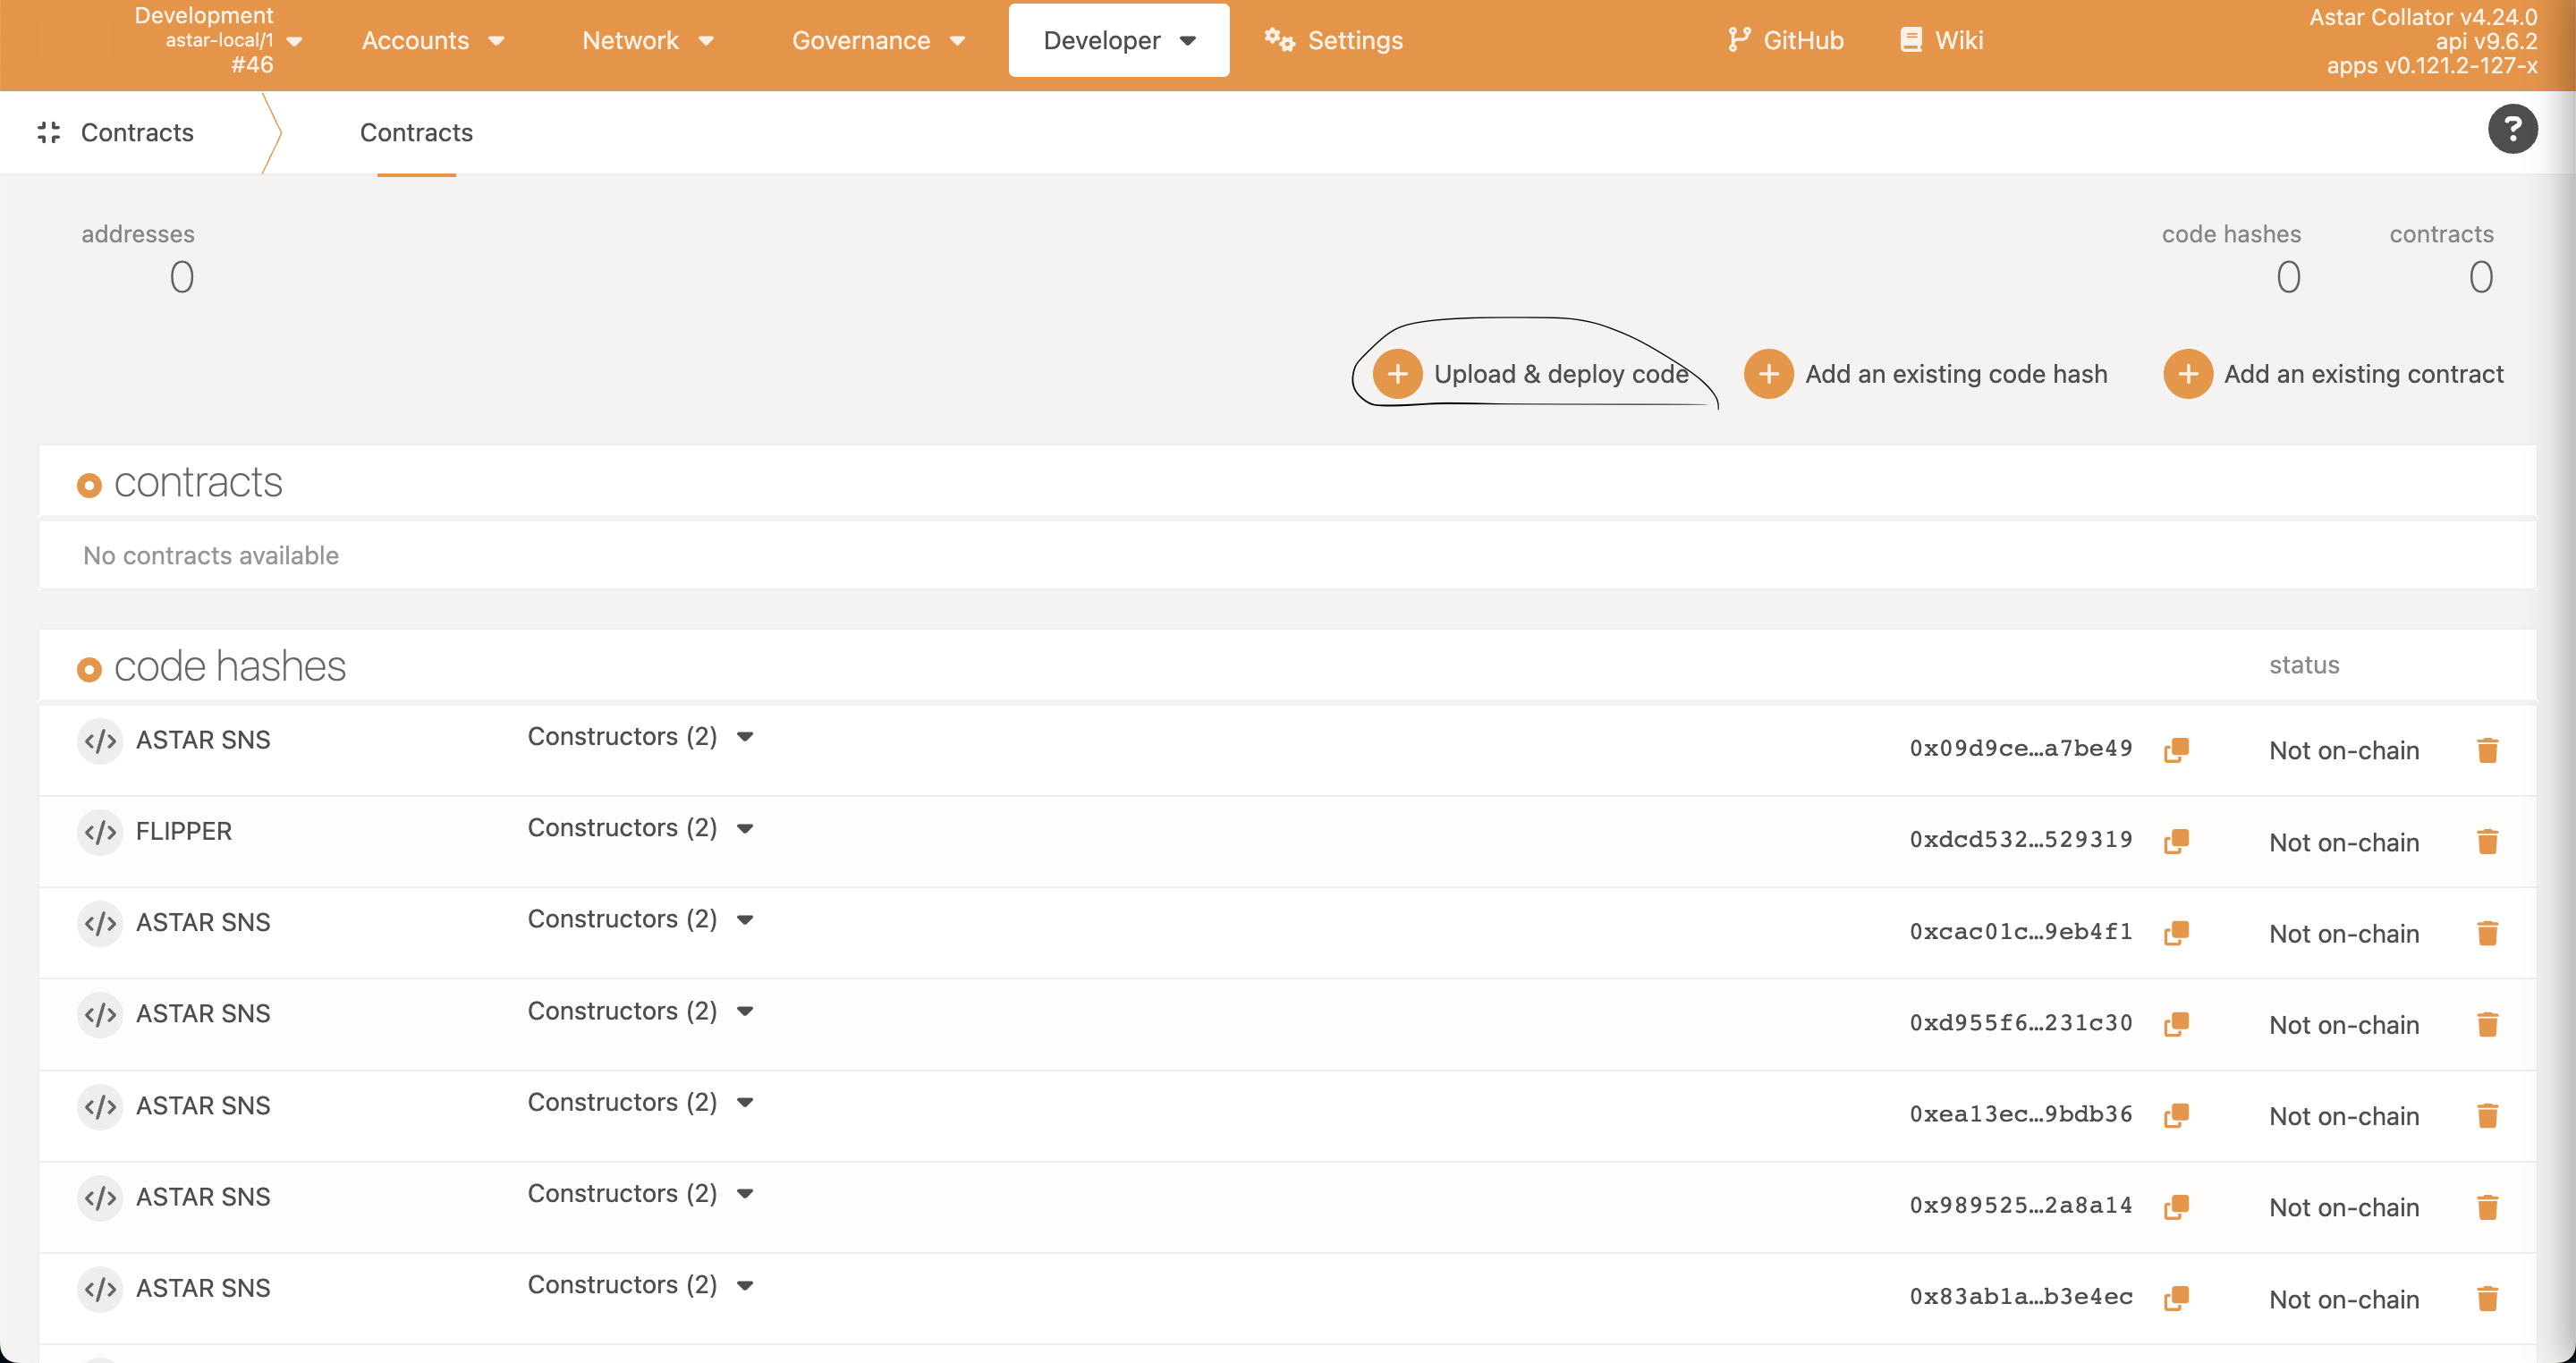 Development
astar-local/1
#46
Accounts
Network
Governance
Developer
Settings
GitHub
Wiki
Astar Collator v4.24.0
api v9.6.2
apps v0.121.2-127-x
Contracts
Contracts
?
addresses
0
code hashes
0
contracts
0
Upload & deploy code
Add an existing code hash
Add an existing contract
contracts
No contracts available
code hashes status
ASTAR SNS Constructors (2) 0x09d9ce…a7be49 Not on-chain
FLIPPER Constructors (2) 0xdcd532…529319 Not on-chain
ASTAR SNS Constructors (2) 0xcac01c…9eb4f1 Not on-chain
ASTAR SNS Constructors (2) 0xd955f6…231c30 Not on-chain
ASTAR SNS Constructors (2) 0xea13ec…9bdb36 Not on-chain
ASTAR SNS Constructors (2) 0x989525…2a8a14 Not on-chain
ASTAR SNS Constructors (2) 0x83ab1a…b3e4ec Not on-chain